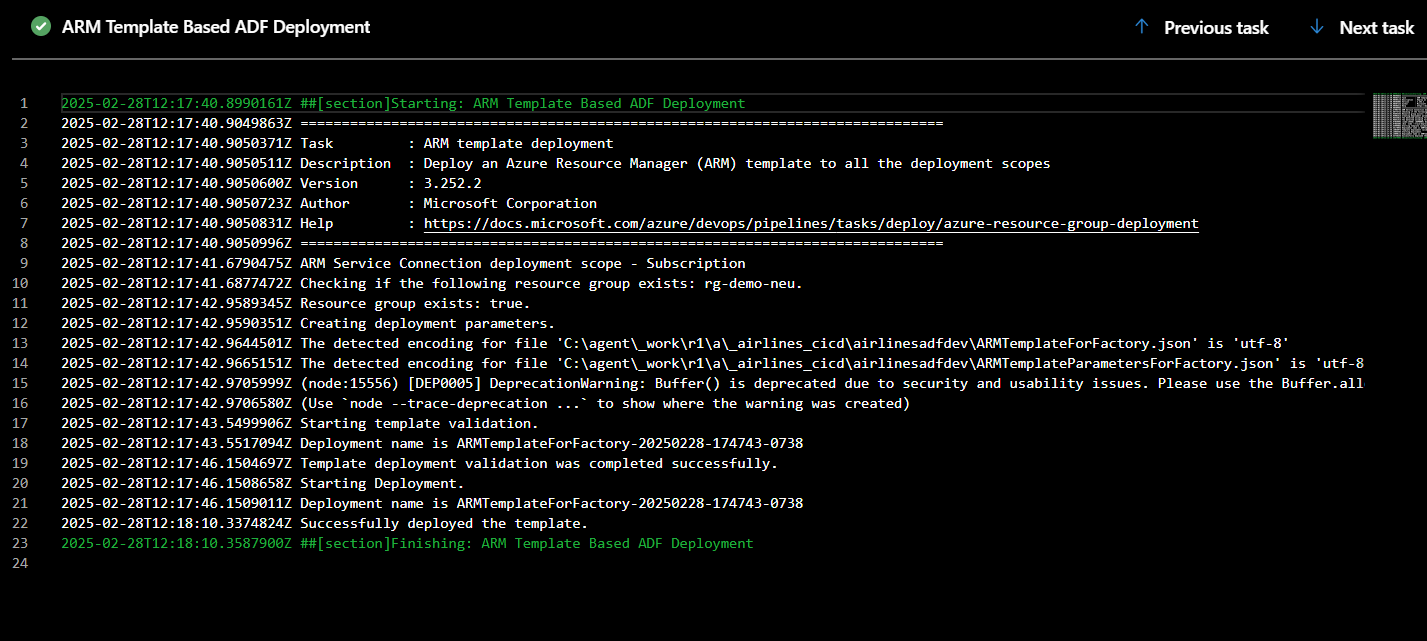 ARM Template Based ADF Deployment
Previous task
Next task
1 2025-02-28T12:17:40.8990161Z ##[section]Starting: ARM Template Based ADF Deployment
2 2025-02-28T12:17:40.9049863Z ==============================================================================
3 2025-02-28T12:17:40.9050371Z Task         : ARM template deployment
4 2025-02-28T12:17:40.9050511Z Description  : Deploy an Azure Resource Manager (ARM) template to all the deployment scopes
5 2025-02-28T12:17:40.9050600Z Version      : 3.252.2
6 2025-02-28T12:17:40.9050723Z Author       : Microsoft Corporation
7 2025-02-28T12:17:40.9050831Z Help         : https://docs.microsoft.com/azure/devops/pipelines/tasks/deploy/azure-resource-group-deployment
8 2025-02-28T12:17:40.9050996Z ==============================================================================
9 2025-02-28T12:17:41.6790475Z ARM Service Connection deployment scope - Subscription
10 2025-02-28T12:17:41.6877472Z Checking if the following resource group exists: rg-demo-neu.
11 2025-02-28T12:17:42.9589345Z Resource group exists: true.
12 2025-02-28T12:17:42.9590351Z Creating deployment parameters.
13 2025-02-28T12:17:42.9644501Z The detected encoding for file 'C:\agent\_work\r1\a\_airlines_cicd\airlinesadfdev\ARMTemplateForFactory.json' is 'utf-8'
14 2025-02-28T12:17:42.9665151Z The detected encoding for file 'C:\agent\_work\r1\a\_airlines_cicd\airlinesadfdev\ARMTemplateParametersForFactory.json' is 'utf-8
15 2025-02-28T12:17:42.9705999Z (node:15556) [DEP0005] DeprecationWarning: Buffer() is deprecated due to security and usability issues. Please use the Buffer.all
16 2025-02-28T12:17:42.9706580Z (Use `node --trace-deprecation ...` to show where the warning was created)
17 2025-02-28T12:17:43.5499906Z Starting template validation.
18 2025-02-28T12:17:43.5517094Z Deployment name is ARMTemplateForFactory-20250228-174743-0738
19 2025-02-28T12:17:46.1504697Z Template deployment validation was completed successfully.
20 2025-02-28T12:17:46.1508658Z Starting Deployment.
21 2025-02-28T12:17:46.1509011Z Deployment name is ARMTemplateForFactory-20250228-174743-0738
22 2025-02-28T12:18:10.3374824Z Successfully deployed the template.
23 2025-02-28T12:18:10.3587900Z ##[section]Finishing: ARM Template Based ADF Deployment
24